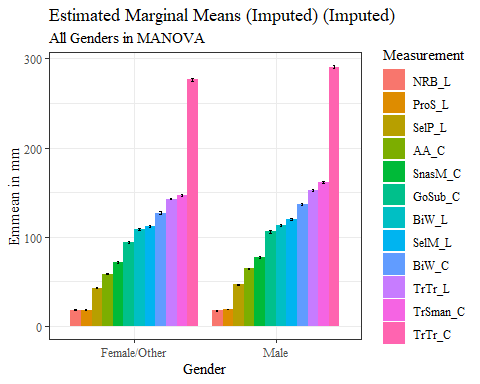 Estimated Marginal Means (Imputed) (Imputed)
All Genders in MANOVA
Emmean in mm
300
200
100
0
Female/Other
Male
Gender
Measurement
NRB_L
ProS_L
SelP_L
AA_C
SnasM_C
GoSub_C
BiW_L
SelM_L
BiW_C
TrTr_L
TrSman_C
TrTr_C